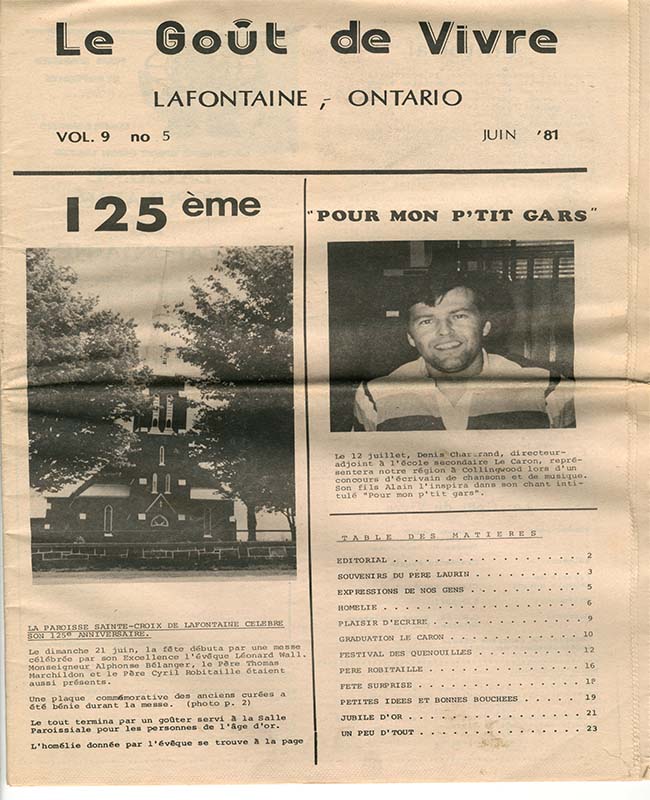 Le Goût de Vivre
LAFONTAINE, ONTARIO
VOL. 9 no 5
JUIN '81
125 ème
LA PAROISSE SAINTE-CROIX DE LAFONTAINE CELEBRE
SON 125e ANNIVERSAIRE.
Le dimanche 21 juin, la fête débuta par une messe
célébrée par son Excellence l'évêque Léonard Wall.
Monseigneur Alphonse Bélanger, le Père Thomas
Marchildon et le Père Cyril Robitaille étaient
aussi présents.
Une plaque commémorative des anciens curées a
été bénie durant la messe. (photo p. 2)
Le tout termina par un goûter servi à la Salle
Paroissiale pour les personnes de l'âge d'or.
L'homélie donnée par l'évêque se trouve à la page
"POUR MON P'TIT GARS"
Le 12 juillet, Denis Chartrand, directeur-
adjoint à l'école secondaire Le Caron, repré-
sentera notre région à Collingwood lors d'un
concours d'écrivain de chansons et de musique.
Son fils Alain l'inspira dans son chant inti-
tulé "Pour mon p'tit gars".
TABLE DES MATIERES
EDITORIAL . . . . . . . . . . . . . . . . 2
SOUVENIRS DU PERE LAURIN . . . . . . . . . 3
EXPRESSIONS DE NOS GENS . . . . . . . . . 5
HOMELIE . . . . . . . . . . . . . . . . . 6
PLAISIR D'ECRIRE . . . . . . . . . . . . . 9
GRADUATION LE CARON . . . . . . . . . . . 10
FESTIVAL DES QUENOUILLES . . . . . . . . . 12
PERE ROBITAILLE . . . . . . . . . . . . . 16
FETE SURPRISE . . . . . . . . . . . . . . 18
PETITES IDEES ET BONNES BOUCHEES . . . . . 19
JUBILE D'OR . . . . . . . . . . . . . . . 21
UN PEU D'TOUT . . . . . . . . . . . . . . 23